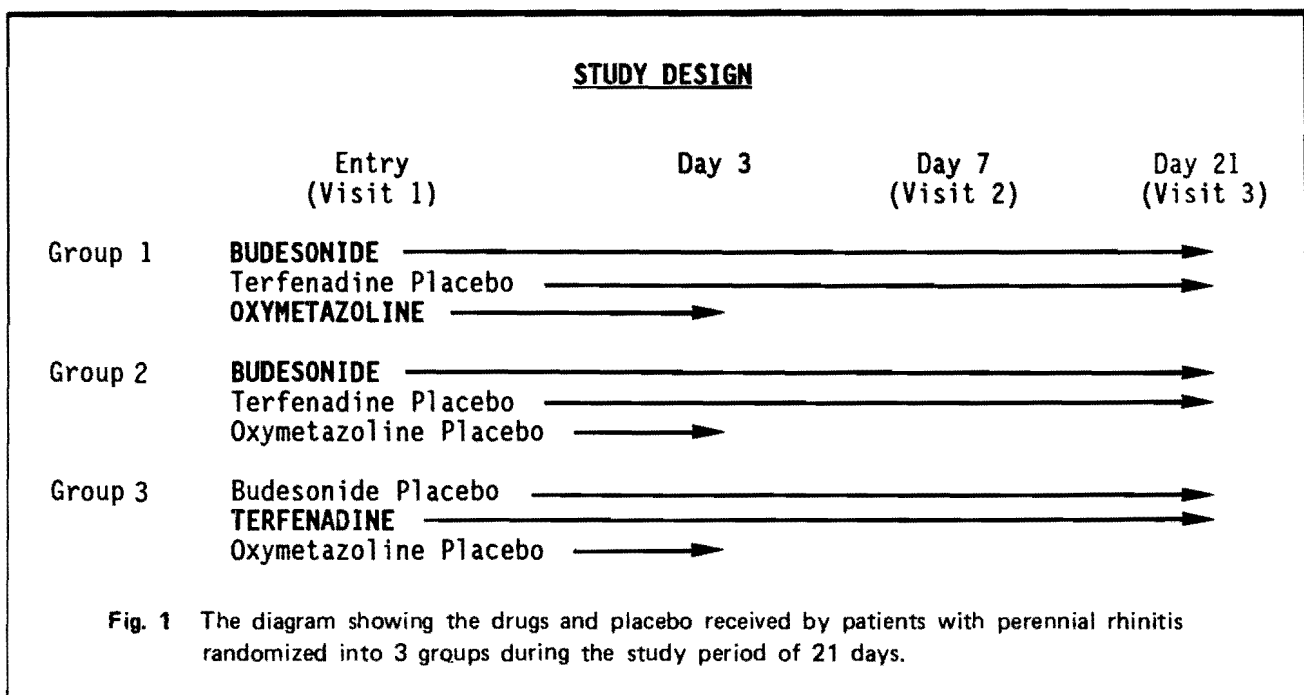 STUDY DESIGN
Entry Day 3 Day 7 Day 21
(Visit 1) (Visit 2) (Visit 3)
Group 1 BUDESONIDE
Terfenadine Placebo
OXYMETAZOLINE
Group 2 BUDESONIDE
Terfenadine Placebo
Oxymetazoline Placebo
Group 3 Budesonide Placebo
TERFENADINE
Oxymetazoline Placebo
Fig. 1 The diagram showing the drugs and placebo received by patients with perennial rhinitis
randomized into 3 groups during the study period of 21 days.